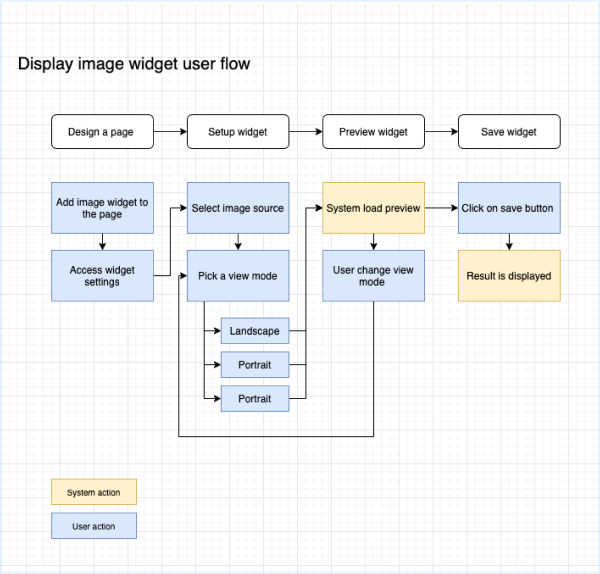 Display image widget user flow
Design a page
Setup widget
Preview widget
Save widget
Add image widget to
the page
Select image source
System load preview
Click on save button
Access widget
settings
Pick a view mode
User change view
mode
Result is displayed
Landscape
Portrait
Portrait
System action
User action